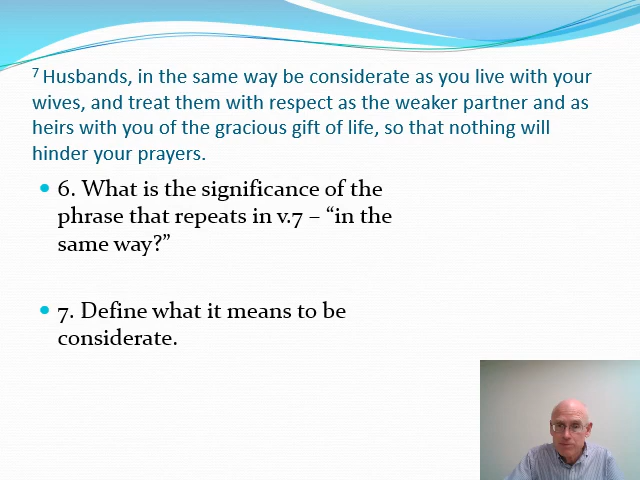 7 Husbands, in the same way be considerate as you live with your
wives, and treat them with respect as the weaker partner and as
heirs with you of the gracious gift of life, so that nothing will
hinder your prayers.
6. What is the significance of the
phrase that repeats in v.7 – “in the
same way?”
7. Define what it means to be
considerate.